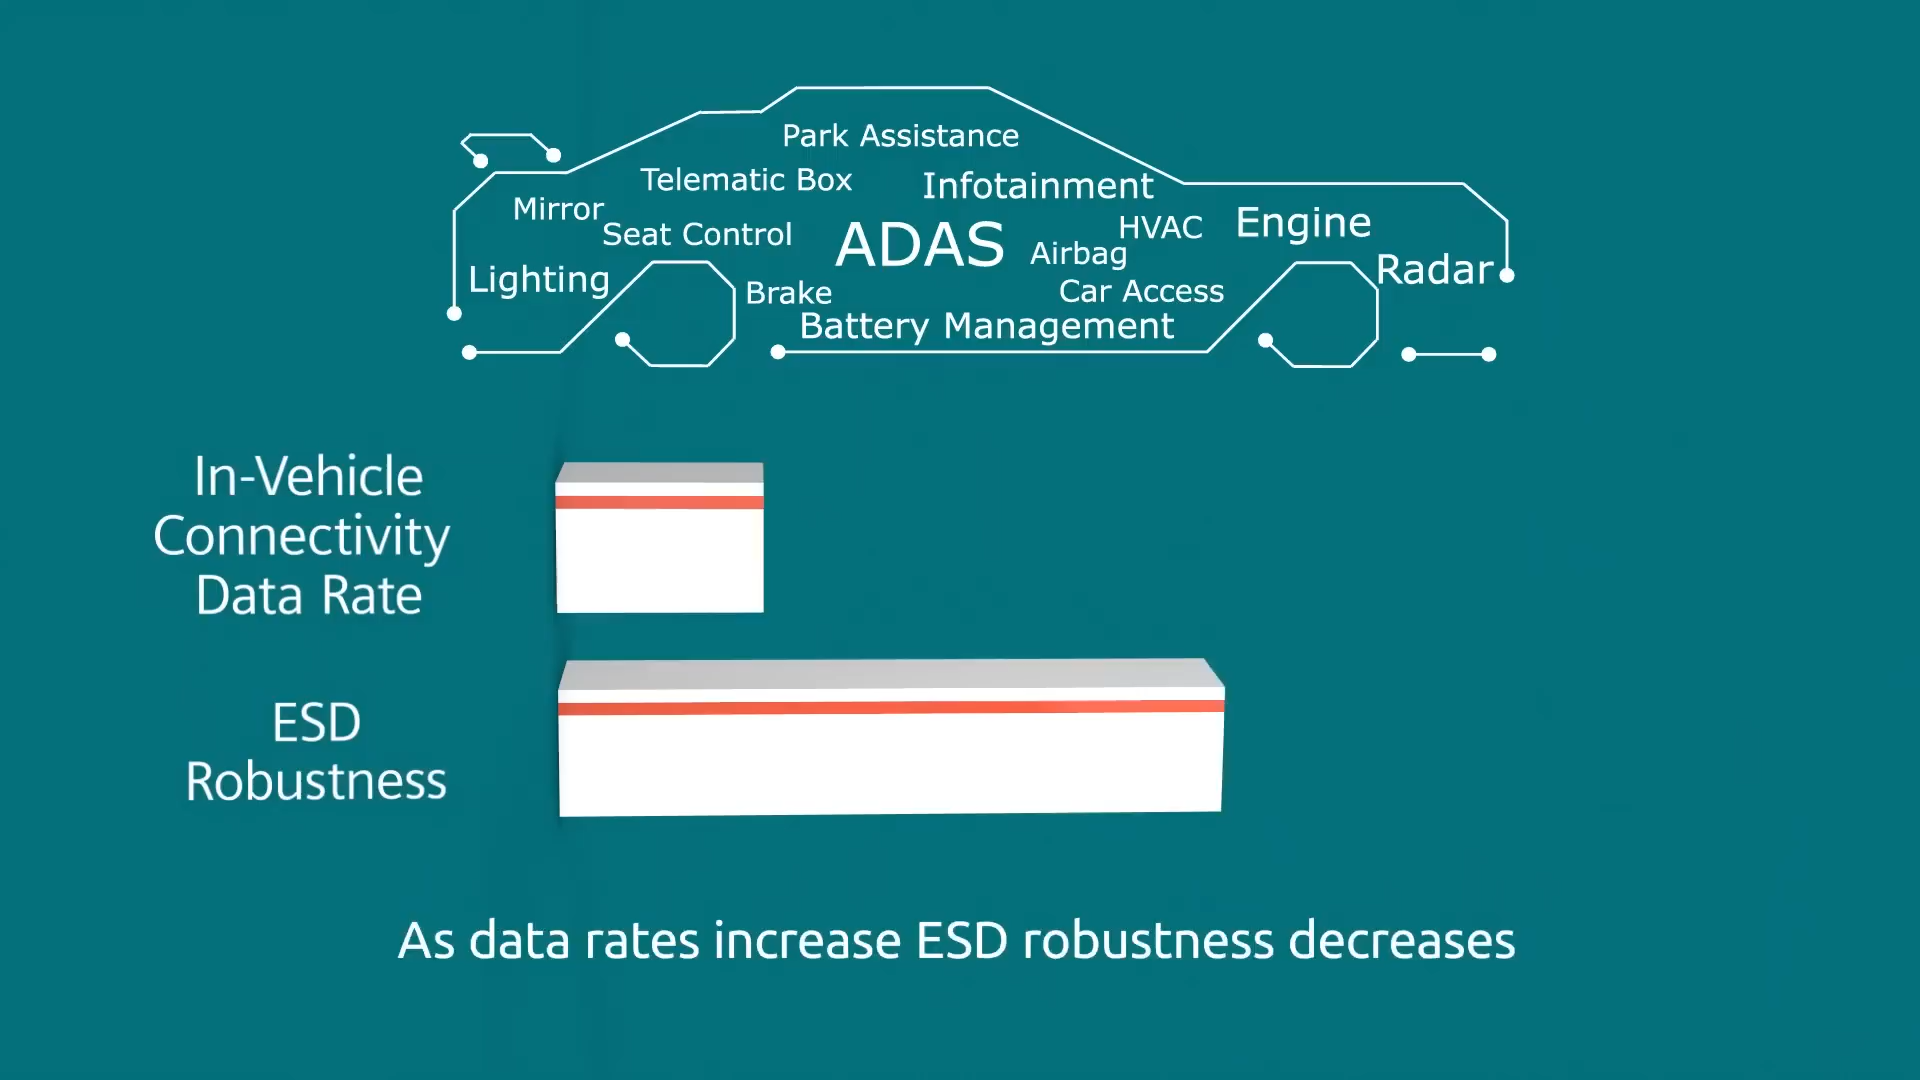 Park Assistance
Telematic Box
Infotainment
Mirror
Seat Control
ADAS
HVAC
Engine
Airbag
Lighting
Radar
Brake
Car Access
Battery Management
In-Vehicle
Connectivity
Data Rate
ESD
Robustness
As data rates increase ESD robustness decreases